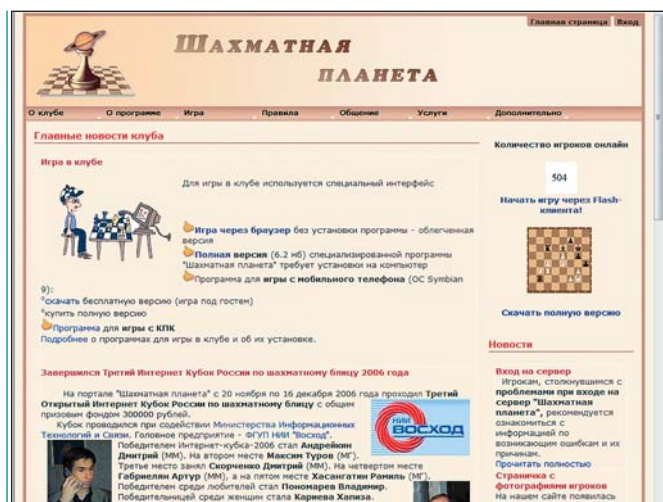 Главная страница Вход
ШАХМАТНАЯ
ПЛАНЕТА
О клубе О программе Игра Правила Общение Услуги Дополнительно
Главные новости клуба
Игра в клубе
Для игры в клубе используется специальный интерфейс
Игра через браузер без установки программы - облегченная
версия
Полная версия (6.2 мб) специализированной программы
"Шахматная планета" требует установки на компьютер
Программа для игры с мобильного телефона (ОС Symbian
9):
скачать бесплатную версию (игра под гостем)
купить полную версию
Программа для игры с КПК
Подробнее о программах для игры в клубе и об их установке.
Завершился Третий Интернет Кубок России по шахматному блицу 2006 года
На портале "Шахматная планета" с 20 ноября по 16 декабря 2006 года проходил Третий
Открытый Интернет Кубок России по шахматному блицу с общим
призовым фондом 300000 рублей.
Кубок проводился при содействии Министерства Информационных
Технологий и Связи. Головное предприятие - ФГУП НИИ "Восход".
НИИ
ВОСХОД
Победителем Интернет-кубка-2006 стал Андрейкин
Дмитрий (ММ). На втором месте Максим Туров (МГ).
Третье место занял Скорченко Дмитрий (ММ). На четвертом месте
Габриелян Артур (ММ), а на пятом месте Хасангатин Рамиль (МГ).
Победителем среди любителей стал Пономарев Владимир.
Победительницей среди женщин стала Кариева Хапиза.
Количество игроков онлайн
504
Начать игру через Flash-
клиента!
Скачать полную версию
Новости
Вход на сервер
Игрокам, столкнувшимся с
проблемами при входе на
сервер "Шахматная
планета", рекомендуется
ознакомиться с
информацией по
возникающим ошибкам и их
причинам.
Прочитать полностью
Страничка с
фотографиями игроков
На нашем сайте появилась